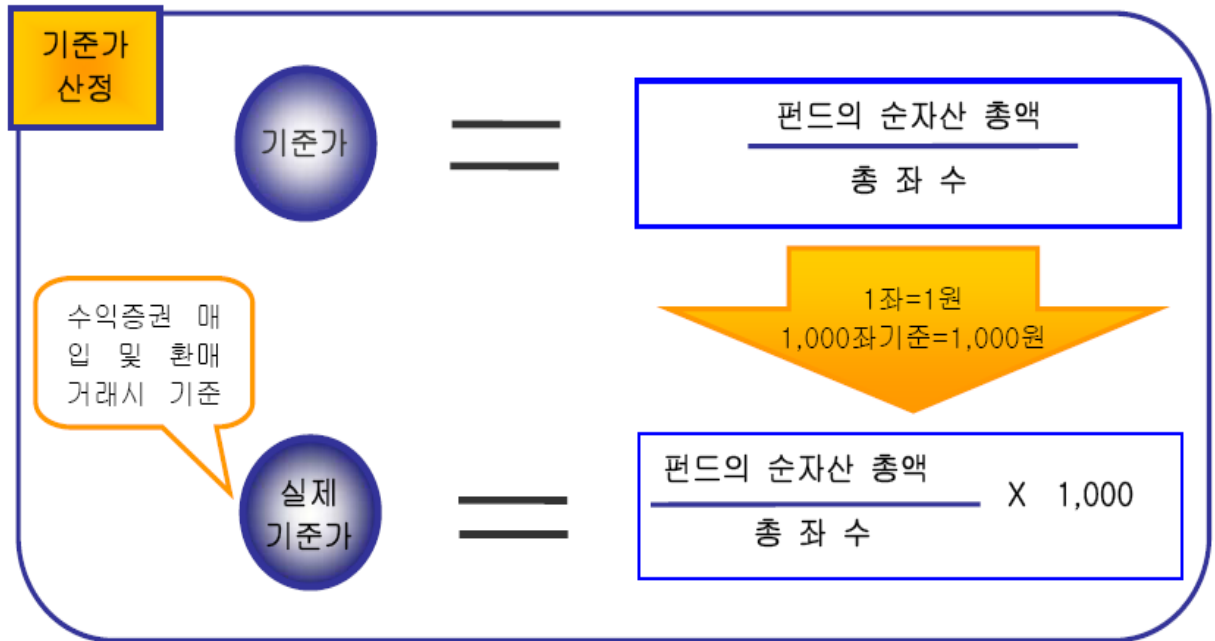 기준가
산정
기준가
펀드의 순자산 총액
총 좌 수
1좌=1원
1,000좌기준=1,000원
수익증권 매
입 및 환매
거래시 기준
실제
기준가
펀드의 순자산 총액
총 좌 수
X 1,000